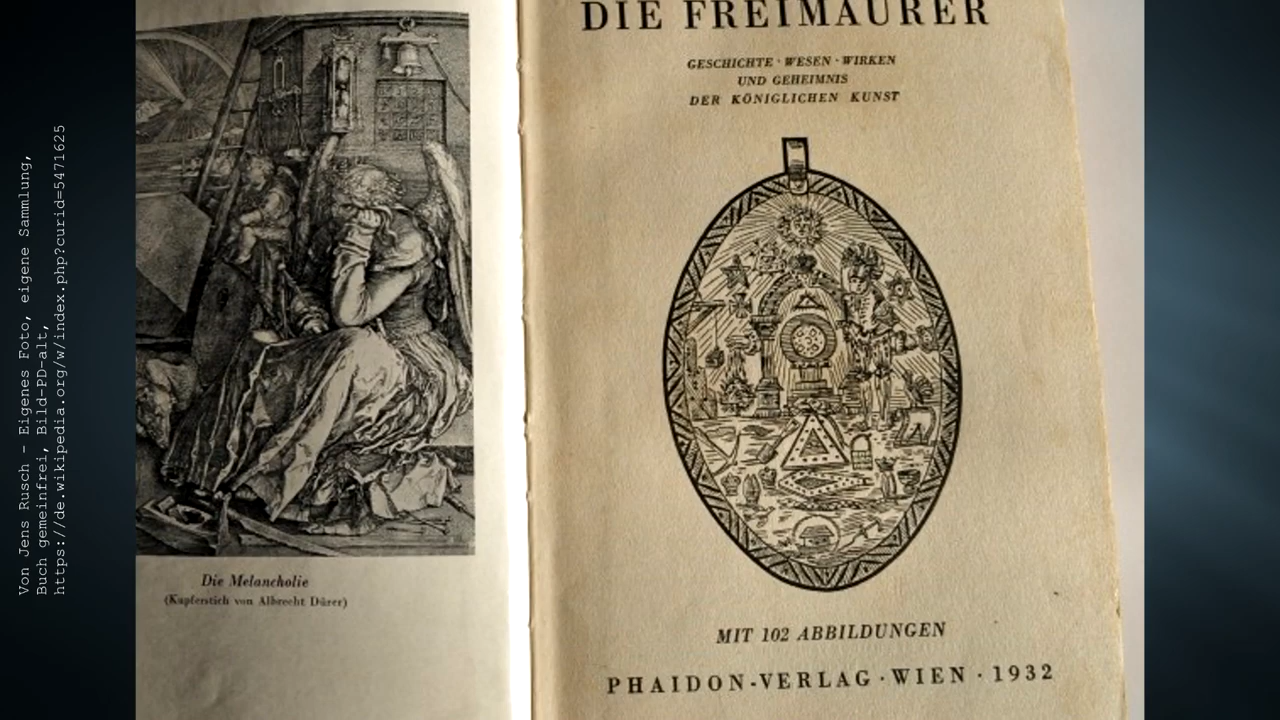 Von Jens Rusch - Eigenes Foto, eigene Sammlung,
Buch gemeinfrei, Bild-PD-alt,
https://de.wikipedia.org/w/index.php?curid=5471625
Die Melancholie
(Kupferstich von Albrecht Dürer)
DIE FREIMAURER
GESCHICHTE · WESEN · WIRKEN
UND GEHEIMNIS
DER KÖNIGLICHEN KUNST
MIT 102 ABBILDUNGEN
PHAIDON-VERLAG · WIEN · 1932